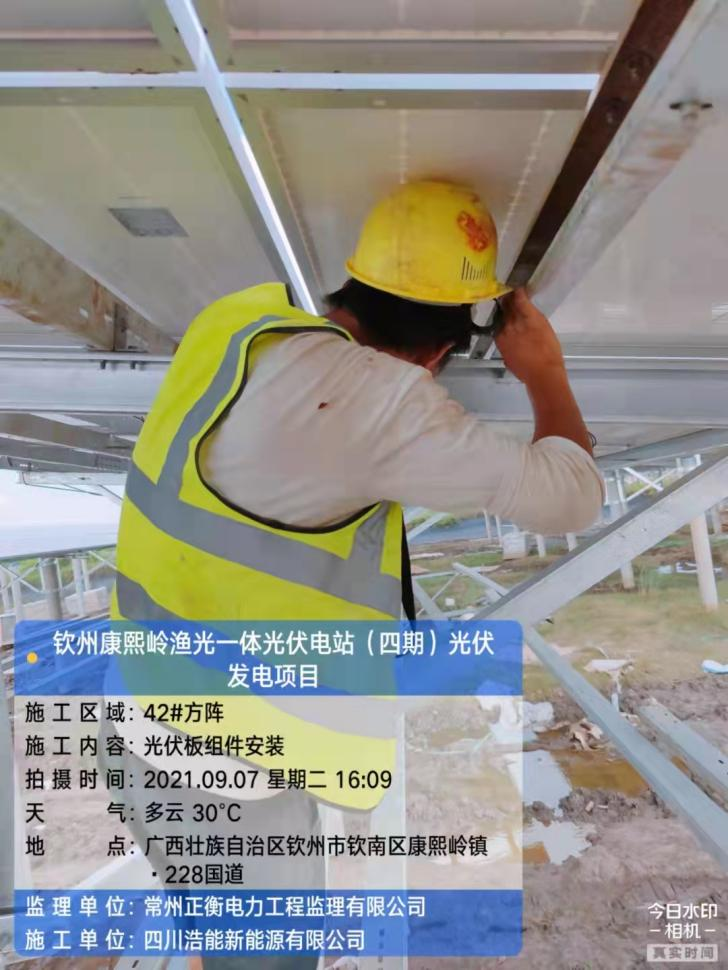 钦州康熙岭渔光一体光伏电站（四期）光伏
发电项目
施工区域：42#方阵
施工内容：光伏板组件安装
拍摄时间：2021.09.07 星期二 16:09
天气：多云 30℃
地点：广西壮族自治区钦州市钦南区康熙岭镇
·228国道
监理单位：常州正衡电力工程监理有限公司
施工单位：四川浩能新能源有限公司
今日水印
-相机-
真实时间